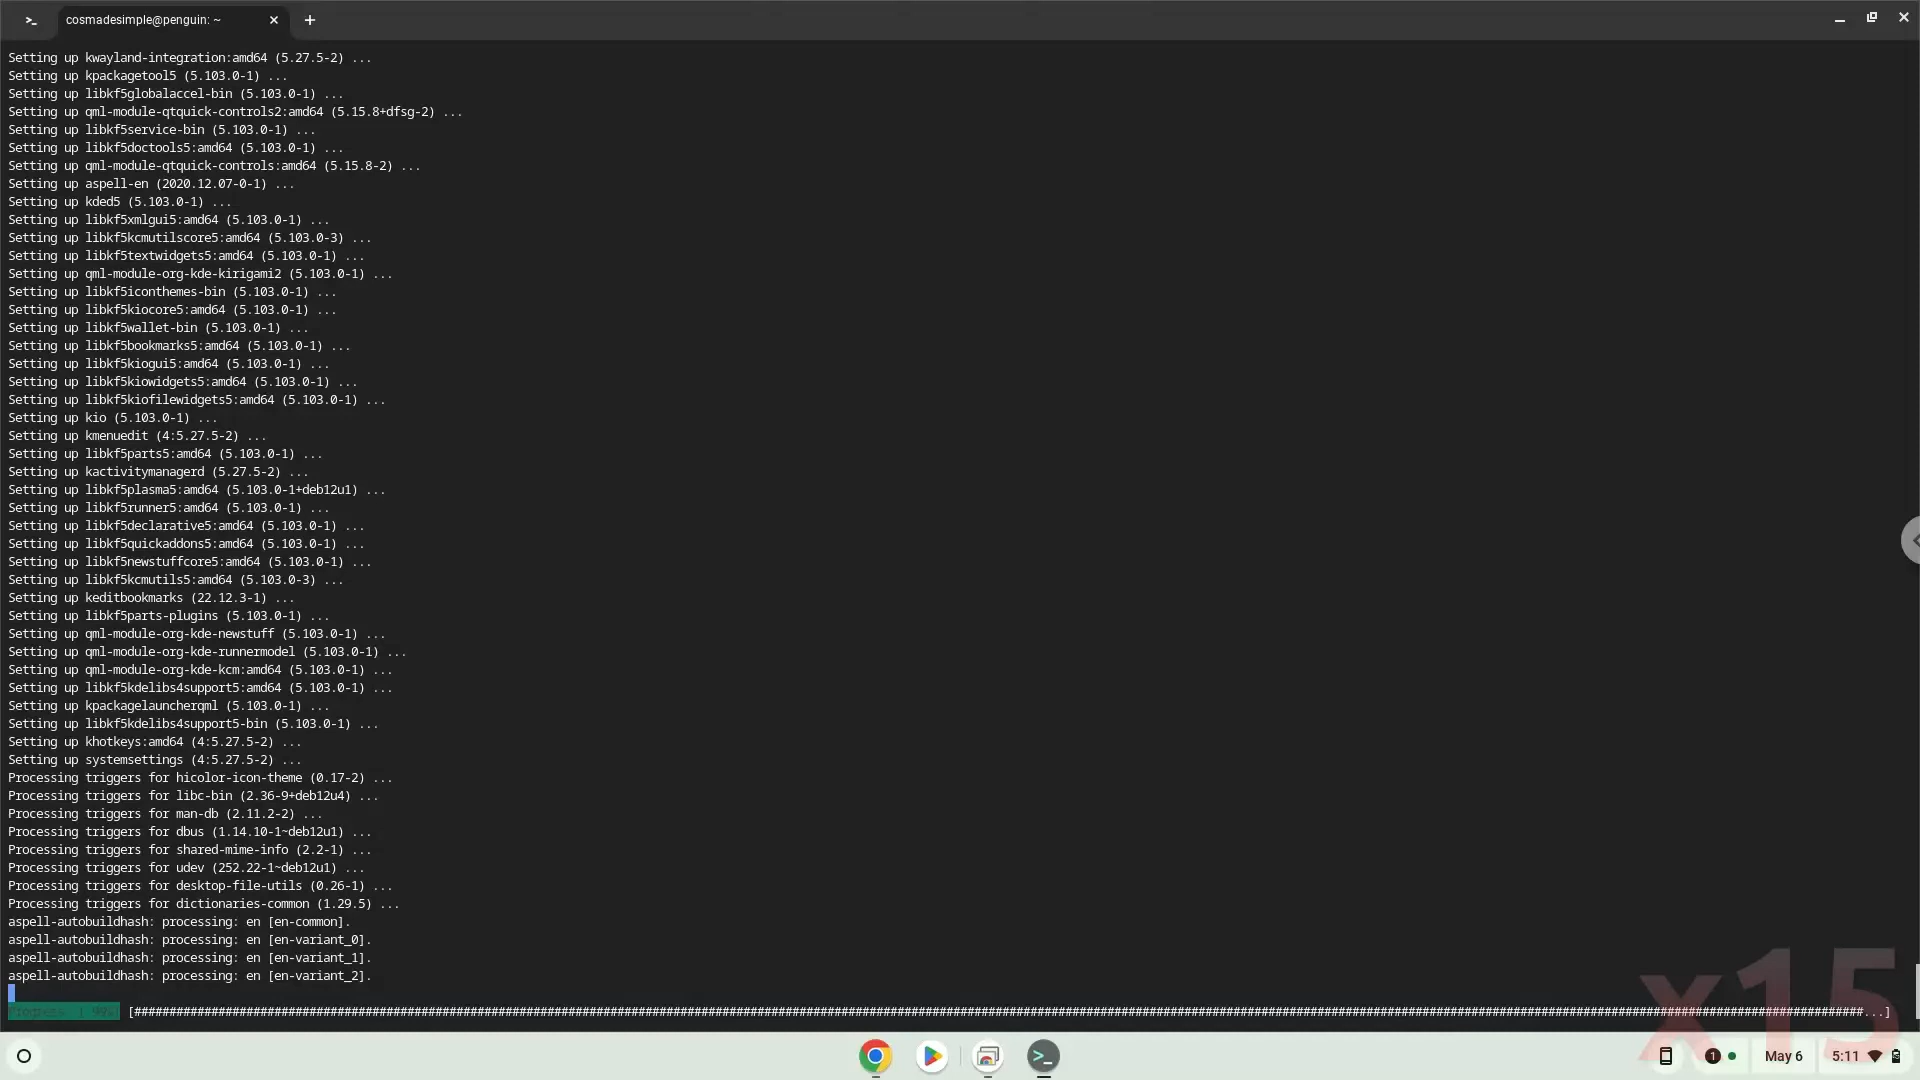 cosmadesimple@penguin: ~
Setting up kwayland-integration:amd64 (5.27.5-2) ...
Setting up kpackagetool5 (5.103.0-1) ...
Setting up libkf5globalaccel-bin (5.103.0-1) ...
Setting up qml-module-qtquick-controls2:amd64 (5.15.8+dfsg-2) ...
Setting up libkf5service-bin (5.103.0-1) ...
Setting up libkf5doctools5:amd64 (5.103.0-1) ...
Setting up qml-module-qtquick-controls:amd64 (5.15.8-2) ...
Setting up aspell-en (2020.12.07-0-1) ...
Setting up kded5 (5.103.0-1) ...
Setting up libkf5xmlgui5:amd64 (5.103.0-1) ...
Setting up libkf5kcmutilscore5:amd64 (5.103.0-3) ...
Setting up libkf5textwidgets5:amd64 (5.103.0-1) ...
Setting up qml-module-org-kde-kirigami2 (5.103.0-1) ...
Setting up libkf5iconthemes-bin (5.103.0-1) ...
Setting up libkf5kiocore5:amd64 (5.103.0-1) ...
Setting up libkf5wallet-bin (5.103.0-1) ...
Setting up libkf5bookmarks5:amd64 (5.103.0-1) ...
Setting up libkf5kiogui5:amd64 (5.103.0-1) ...
Setting up libkf5kiowidgets5:amd64 (5.103.0-1) ...
Setting up libkf5kiofilewidgets5:amd64 (5.103.0-1) ...
Setting up kio (5.103.0-1) ...
Setting up kmenuedit (4:5.27.5-2) ...
Setting up libkf5parts5:amd64 (5.103.0-1) ...
Setting up kactivitymanagerd (5.27.5-2) ...
Setting up libkf5plasma5:amd64 (5.103.0-1+deb12u1) ...
Setting up libkf5runner5:amd64 (5.103.0-1) ...
Setting up libkf5declarative5:amd64 (5.103.0-1) ...
Setting up libkf5quickaddons5:amd64 (5.103.0-1) ...
Setting up libkf5newstuffcore5:amd64 (5.103.0-1) ...
Setting up libkf5kcmutils5:amd64 (5.103.0-3) ...
Setting up keditbookmarks (22.12.3-1) ...
Setting up libkf5parts-plugins (5.103.0-1) ...
Setting up qml-module-org-kde-newstuff (5.103.0-1) ...
Setting up qml-module-org-kde-runnermodel (5.103.0-1) ...
Setting up qml-module-org-kde-kcm:amd64 (5.103.0-1) ...
Setting up libkf5kdelibs4support5:amd64 (5.103.0-1) ...
Setting up kpackagelauncherqml (5.103.0-1) ...
Setting up libkf5kdelibs4support5-bin (5.103.0-1) ...
Setting up khotkeys:amd64 (4:5.27.5-2) ...
Setting up systemsettings (4:5.27.5-2) ...
Processing triggers for hicolor-icon-theme (0.17-2) ...
Processing triggers for libc-bin (2.36-9+deb12u4) ...
Processing triggers for man-db (2.11.2-2) ...
Processing triggers for dbus (1.14.10-1~deb12u1) ...
Processing triggers for shared-mime-info (2.2-1) ...
Processing triggers for udev (252.22-1~deb12u1) ...
Processing triggers for desktop-file-utils (0.26-1) ...
Processing triggers for dictionaries-common (1.29.5) ...
aspell-autobuildhash: processing: en [en-common].
aspell-autobuildhash: processing: en [en-variant_0].
aspell-autobuildhash: processing: en [en-variant_1].
aspell-autobuildhash: processing: en [en-variant_2].
Progress: [ 99%]
x15
1
May 6
5:11